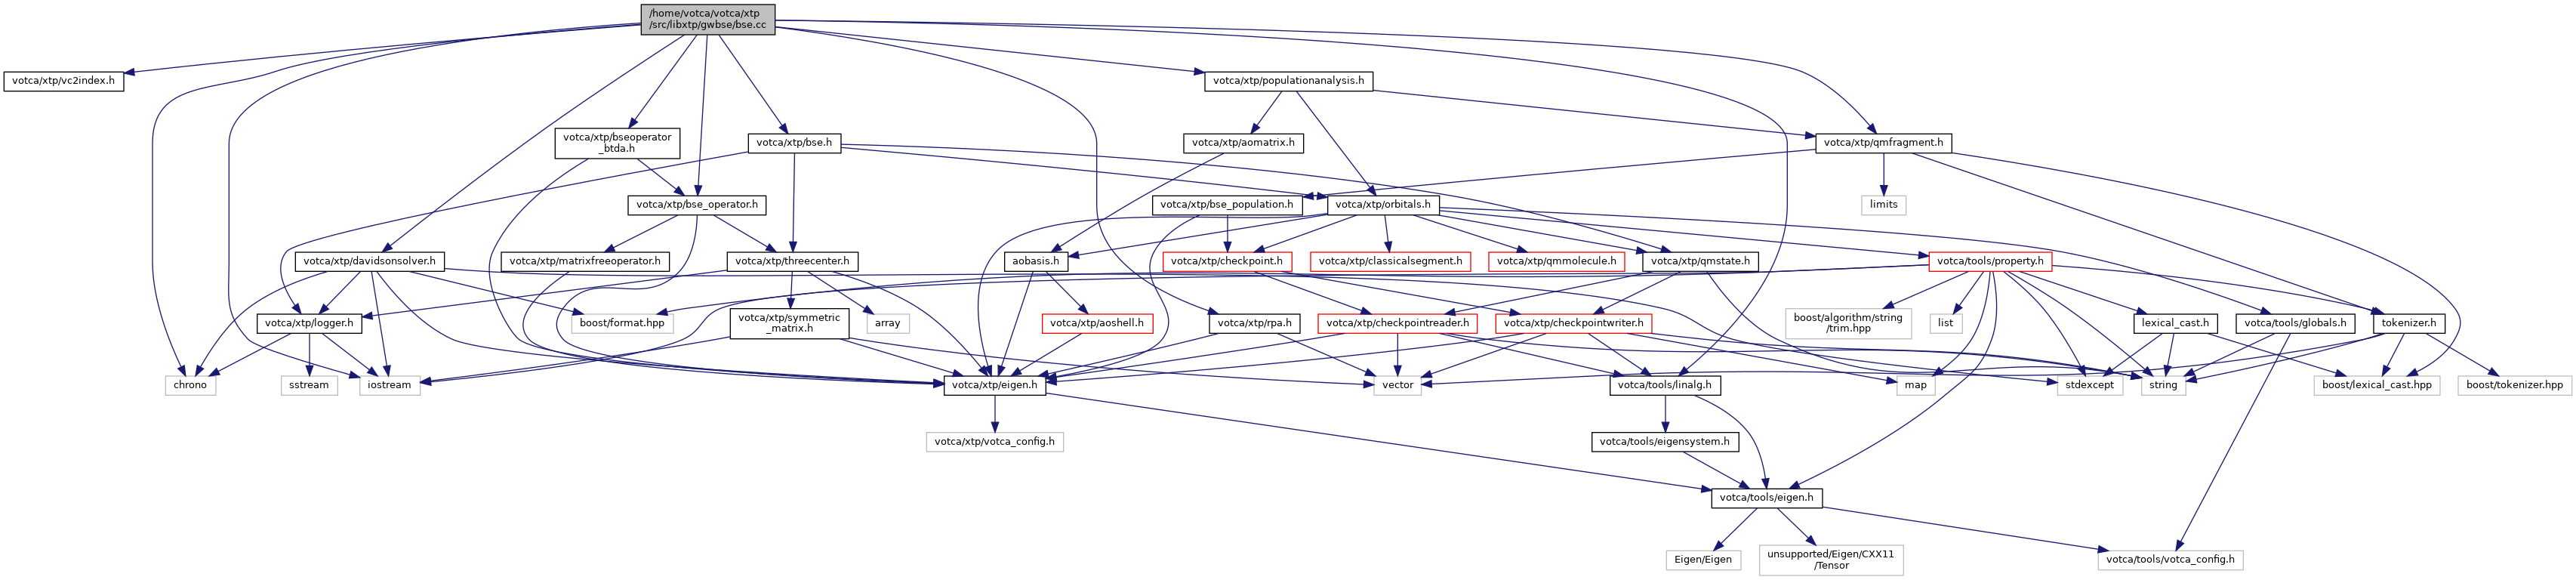 /home/votca/votca/xtp
/src/libxtp/gwbse/bse.cc
votca/xtp/vc2index.h
votca/xtp/populationanalysis.h
votca/xtp/bseoperator
_btda.h
votca/xtp/bse.h
votca/xtp/aomatrix.h
votca/xtp/qmfragment.h
votca/xtp/bse_operator.h
votca/xtp/bse_population.h
votca/xtp/orbitals.h
limits
votca/xtp/davidsonsolver.h
votca/xtp/matrixfreeoperator.h
votca/xtp/threecenter.h
aobasis.h
votca/xtp/checkpoint.h
votca/xtp/classicalsegment.h
votca/xtp/qmmolecule.h
votca/xtp/qmstate.h
votca/tools/property.h
votca/xtp/logger.h
boost/format.hpp
votca/xtp/symmetric
_matrix.h
array
votca/xtp/aoshell.h
votca/xtp/rpa.h
votca/xtp/checkpointreader.h
votca/xtp/checkpointwriter.h
boost/algorithm/string
/trim.hpp
list
lexical_cast.h
votca/tools/globals.h
tokenizer.h
chrono
sstream
iostream
votca/xtp/eigen.h
vector
votca/tools/linalg.h
map
stdexcept
string
boost/lexical_cast.hpp
boost/tokenizer.hpp
votca/xtp/votca_config.h
votca/tools/eigensystem.h
votca/tools/eigen.h
Eigen/Eigen
unsupported/Eigen/CXX11
/Tensor
votca/tools/votca_config.h